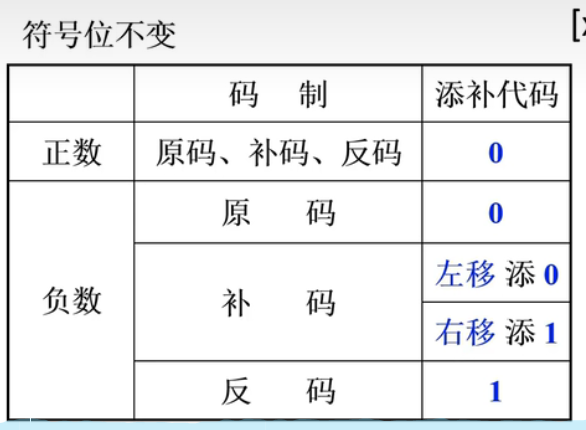 符号位不变
码 制 添补代码
正数 原码、补码、反码 0
负数 原 码 0
补 码 左移 添 0
右移 添 1
反 码 1